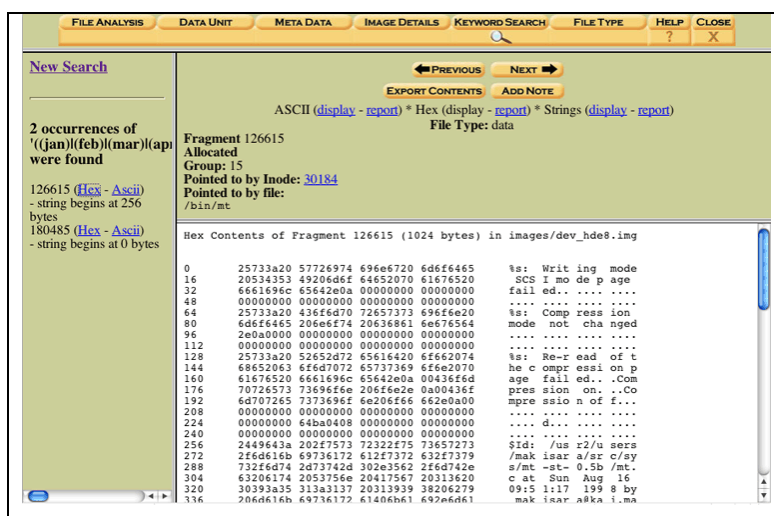 FILE ANALYSIS DATA UNIT META DATA IMAGE DETAILS KEYWORD SEARCH FILE TYPE HELP CLOSE
? X
New Search
2 occurrences of
'((jan)|(feb)|(mar)|(apr
were found
126615 (Hex - Ascii)
- string begins at 256
bytes
180485 (Hex - Ascii)
- string begins at 0 bytes
PREVIOUS NEXT
EXPORT CONTENTS ADD NOTE
ASCII (display - report) * Hex (display - report) * Strings (display - report)
File Type: data
Fragment 126615
Allocated
Group: 15
Pointed to by Inode: 30184
Pointed to by file:
/bin/mt
Hex Contents of Fragment 126615 (1024 bytes) in images/dev_hde8.img
0 25733a20 57726974 696e6720 6d6f6465 %s: Writ ing mode
16 20534353 49206d6f 64652070 61676520 SCS I mo de p age
32 6661696c 65642e0a 00000000 00000000 fail ed.. .... ....
48 00000000 00000000 00000000 00000000 .... .... .... ....
64 25733a20 436f6d70 72657373 696f6e20 %s: Comp ress ion
80 6d6f6465 206e6f74 20636861 6e676564 mode not cha nged
96 2e0a0000 00000000 00000000 00000000 .... .... .... ....
112 00000000 00000000 00000000 00000000 .... .... .... ....
128 25733a20 52652d72 65616420 6f662074 %s: Re-r ead of t
144 68652063 6f6d7072 65737369 6f6e2070 he c ompr essi on p
160 61676520 6661696c 65642e0a 00436f6d age fail ed.. .Com
176 70726573 73696f6e 206f6e2e 0a00436f pres sion on. ..Co
192 6d707265 7373696f 6e206f66 662e0a00 mpre ssio n of f...
208 00000000 00000000 00000000 00000000 .... .... .... ....
224 00000000 64ba0408 00000000 00000000 .... d... .... ....
240 00000000 00000000 00000000 00000000 .... .... .... ....
256 2449643a 202f7573 72322f75 73657273 $Id: /us r2/u sers
272 2f6d616b 69736172 612f7372 632f7379 /mak isar a/sr c/sy
288 732f6d74 2d73742d 302e3562 2f6d742e s/mt -st- 0.5b /mt.
304 63206174 2053756e 20417567 20313620 c at Sun Aug 16
320 30393a35 313a3137 20313939 38206279 09:5 1:17 199 8 by
336 206d616b 69736172 61406b61 692e6d61 mak isar a@ka i.ma